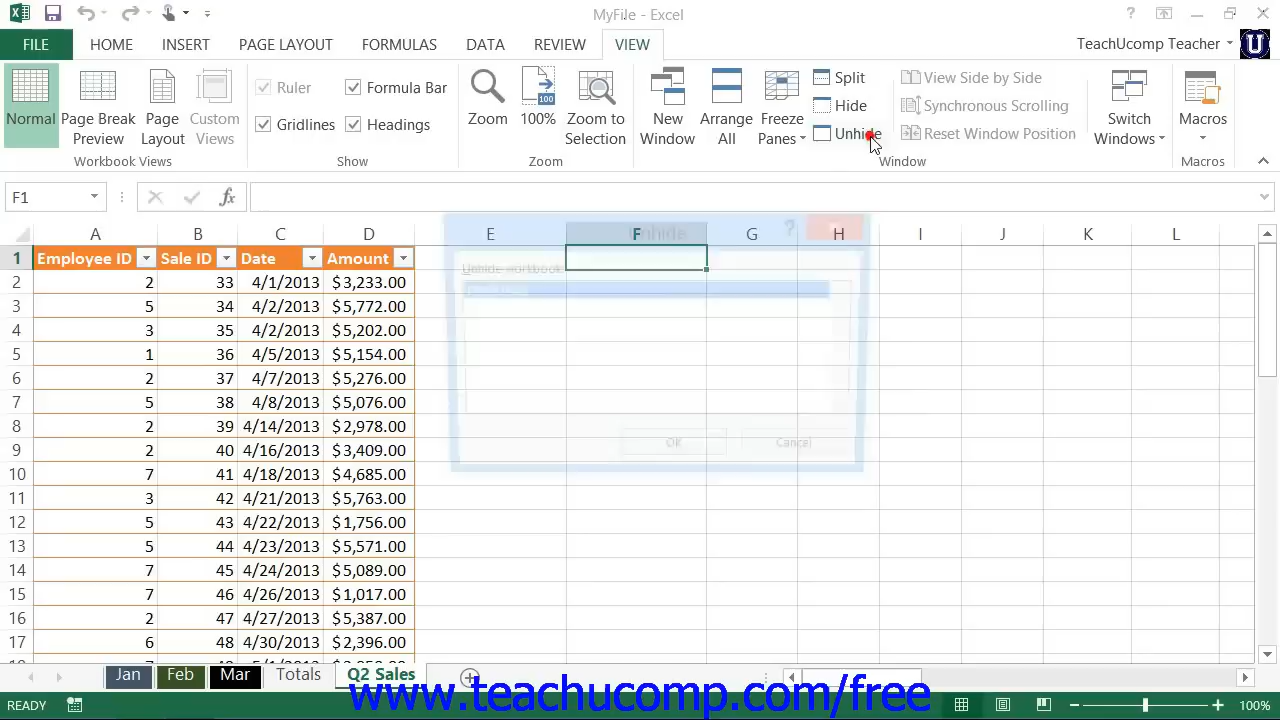 MyFile - Excel
FILE HOME INSERT PAGE LAYOUT FORMULAS DATA REVIEW VIEW TeachUcomp Teacher U
Normal Page Break Preview Page Layout Custom Views
Workbook Views
Ruler Formula Bar
Gridlines Headings
Show
Zoom 100% Zoom to Selection
100
Zoom
New Window Arrange All Freeze Panes
Split
Hide
Unhide
View Side by Side
Synchronous Scrolling
Reset Window Position
Switch Windows
Window
Macros
Macros
F1 fx
A B C D E F G H I J K L
Unhide ?
Unhide workbook:
OK Cancel
1 Employee ID Sale ID Date Amount
2 2 33 4/1/2013 $3,233.00
3 5 34 4/2/2013 $5,772.00
4 3 35 4/2/2013 $5,202.00
5 1 36 4/5/2013 $5,154.00
6 2 37 4/7/2013 $5,276.00
7 5 38 4/8/2013 $5,076.00
8 2 39 4/14/2013 $2,978.00
9 2 40 4/16/2013 $3,409.00
10 7 41 4/18/2013 $4,685.00
11 3 42 4/21/2013 $5,763.00
12 5 43 4/22/2013 $1,756.00
13 5 44 4/23/2013 $5,571.00
14 7 45 4/24/2013 $5,089.00
15 7 46 4/26/2013 $1,017.00
16 2 47 4/27/2013 $5,387.00
17 6 48 4/30/2013 $2,396.00
Jan Feb Mar Totals Q2 Sales
www.teachucomp.com/free
READY 100%